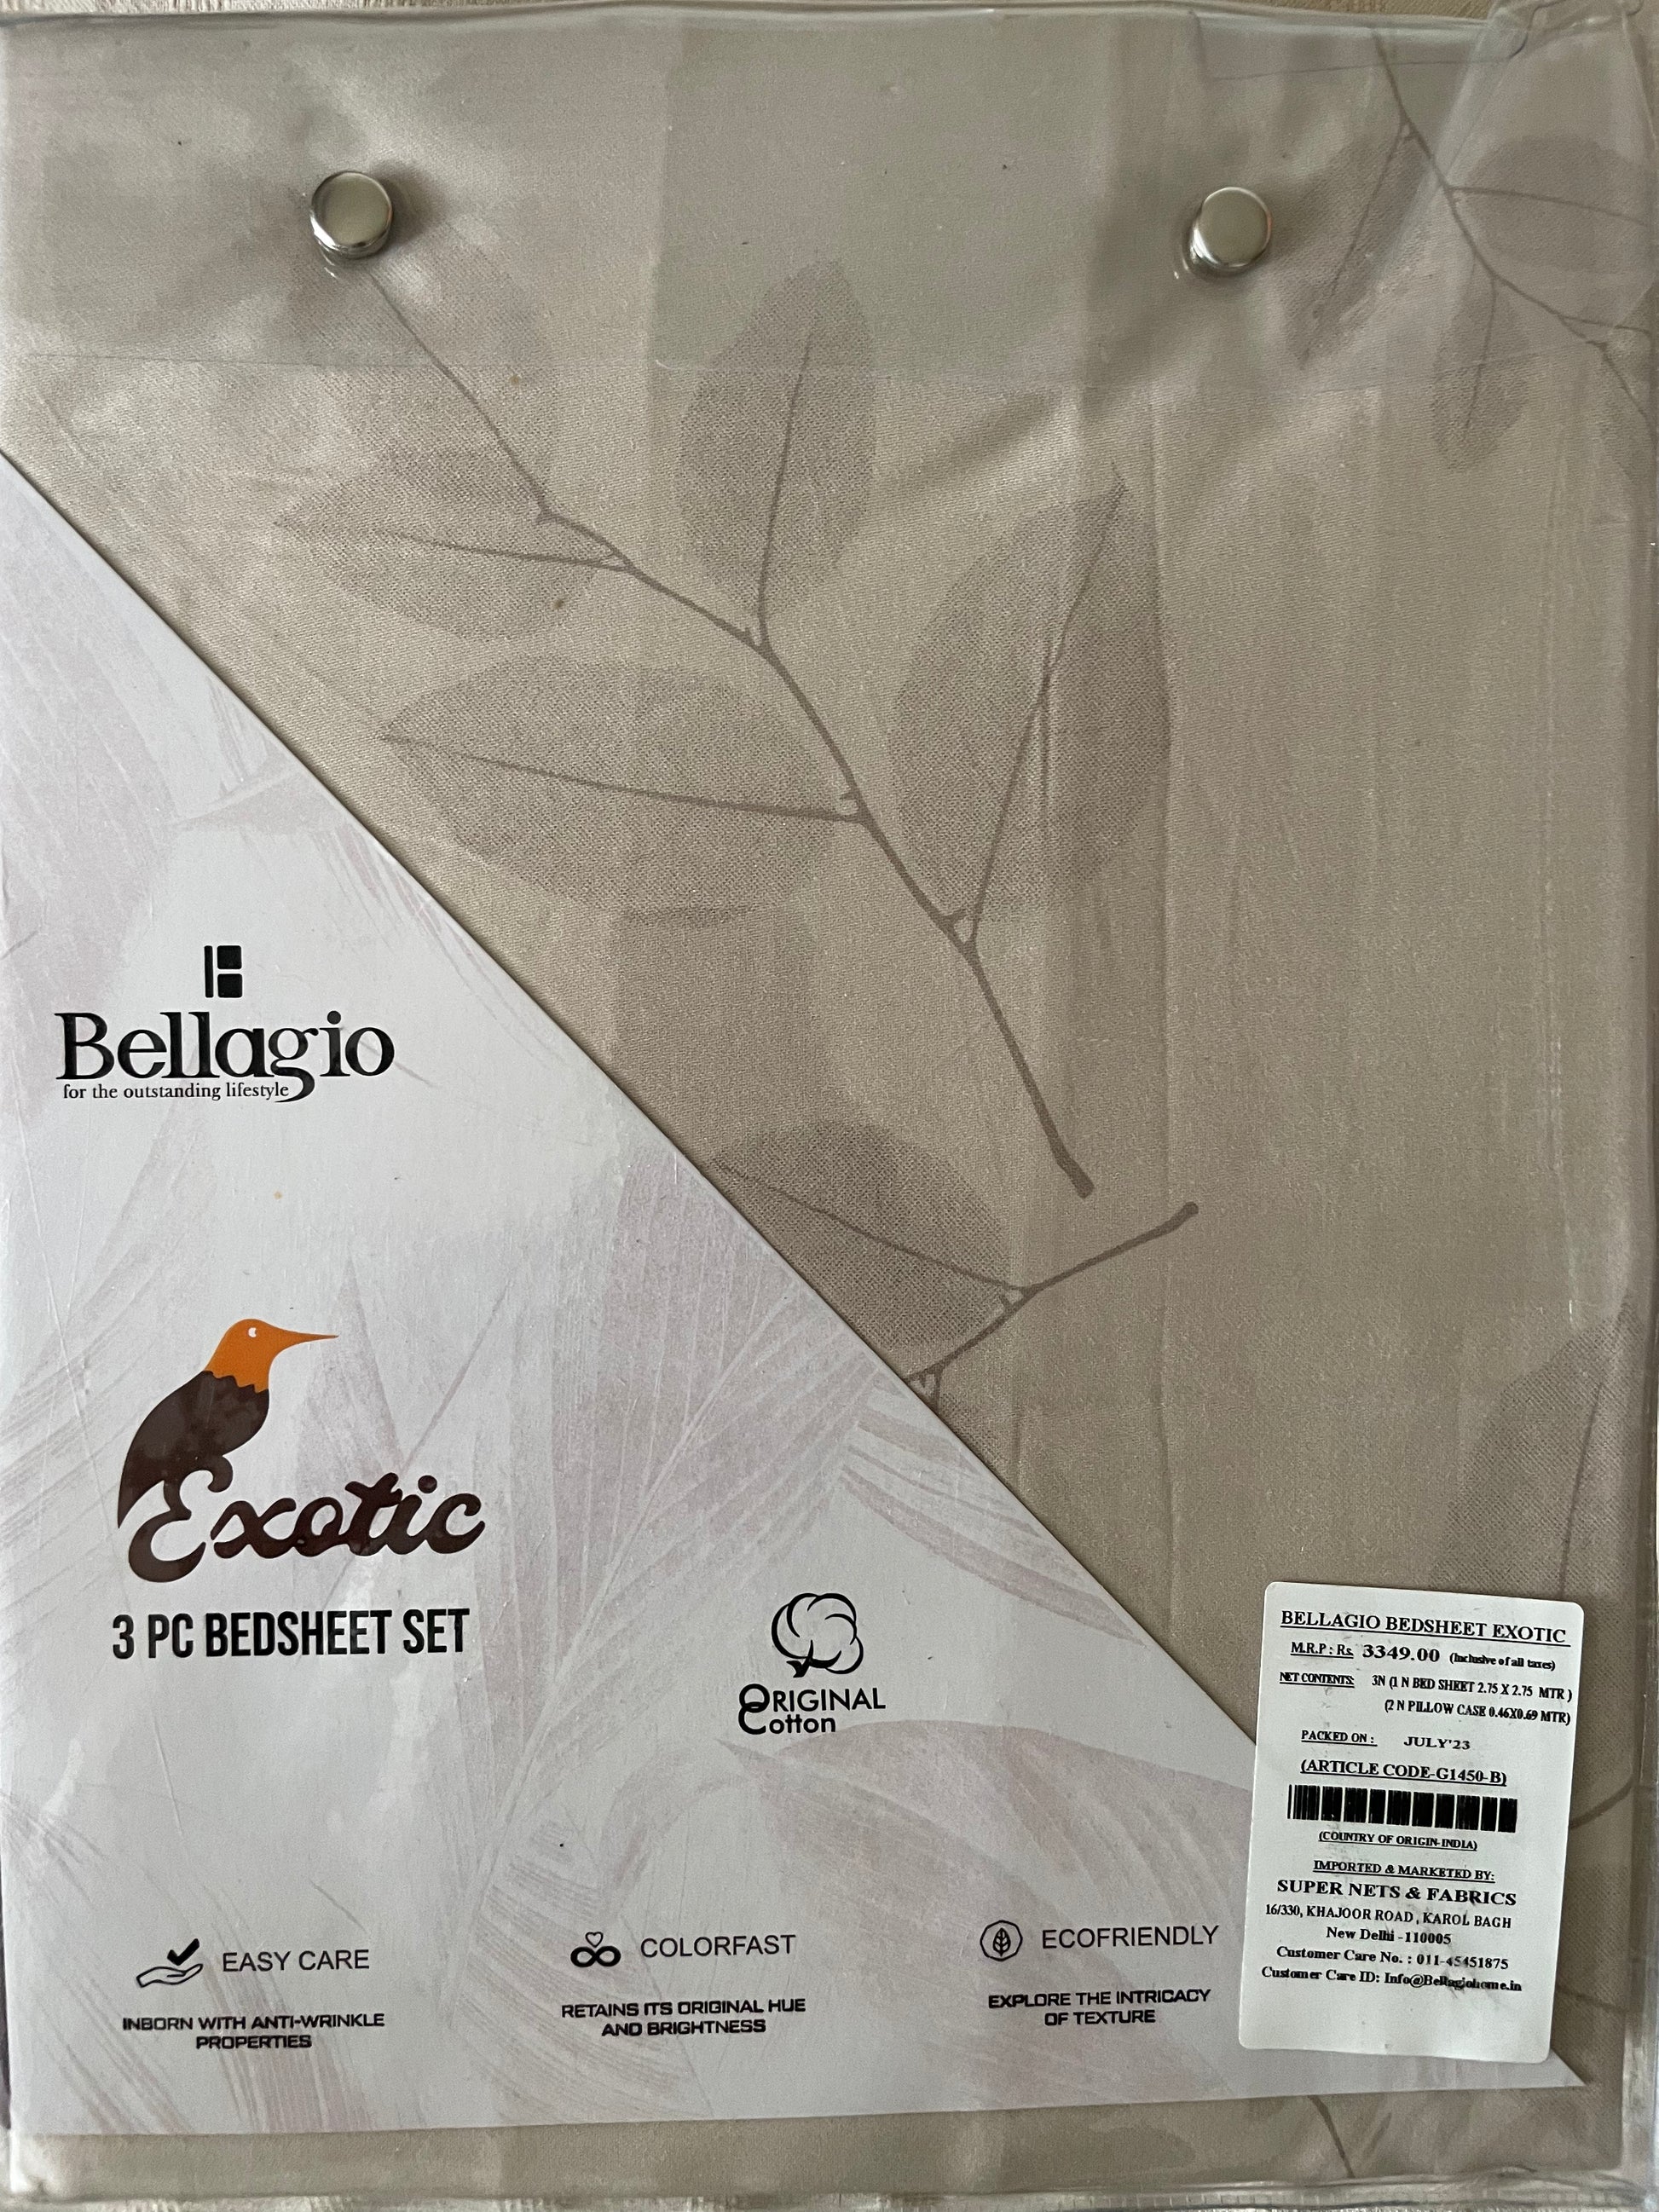 Bellagio
for the outstanding lifestyle
Exotic
3 PC BEDSHEET SET
ORIGINAL
Cotton
EASY CARE
INBORN WITH ANTI-WRINKLE
PROPERTIES
COLORFAST
RETAINS ITS ORIGINAL HUE
AND BRIGHTNESS
ECOFRIENDLY
EXPLORE THE INTRICACY
OF TEXTURE
BELLAGIO BEDSHEET EXOTIC
M.R.P : Rs. 3349.00 (Inclusive of all taxes)
NET CONTENTS: 3N (1 N BED SHEET 2.75 X 2.75 MTR )
(2 N PILLOW CASE 0.46X0.69 MTR)
PACKED ON : JULY'23
(ARTICLE CODE-G1450-B)
(COUNTRY OF ORIGIN-INDIA)
IMPORTED & MARKETED BY:
SUPER NETS & FABRICS
16/330, KHAJOOR ROAD , KAROL BAGH
New Delhi -110005
Customer Care No. : 011-45451875
Customer Care ID: Info@Bellagiohome.in